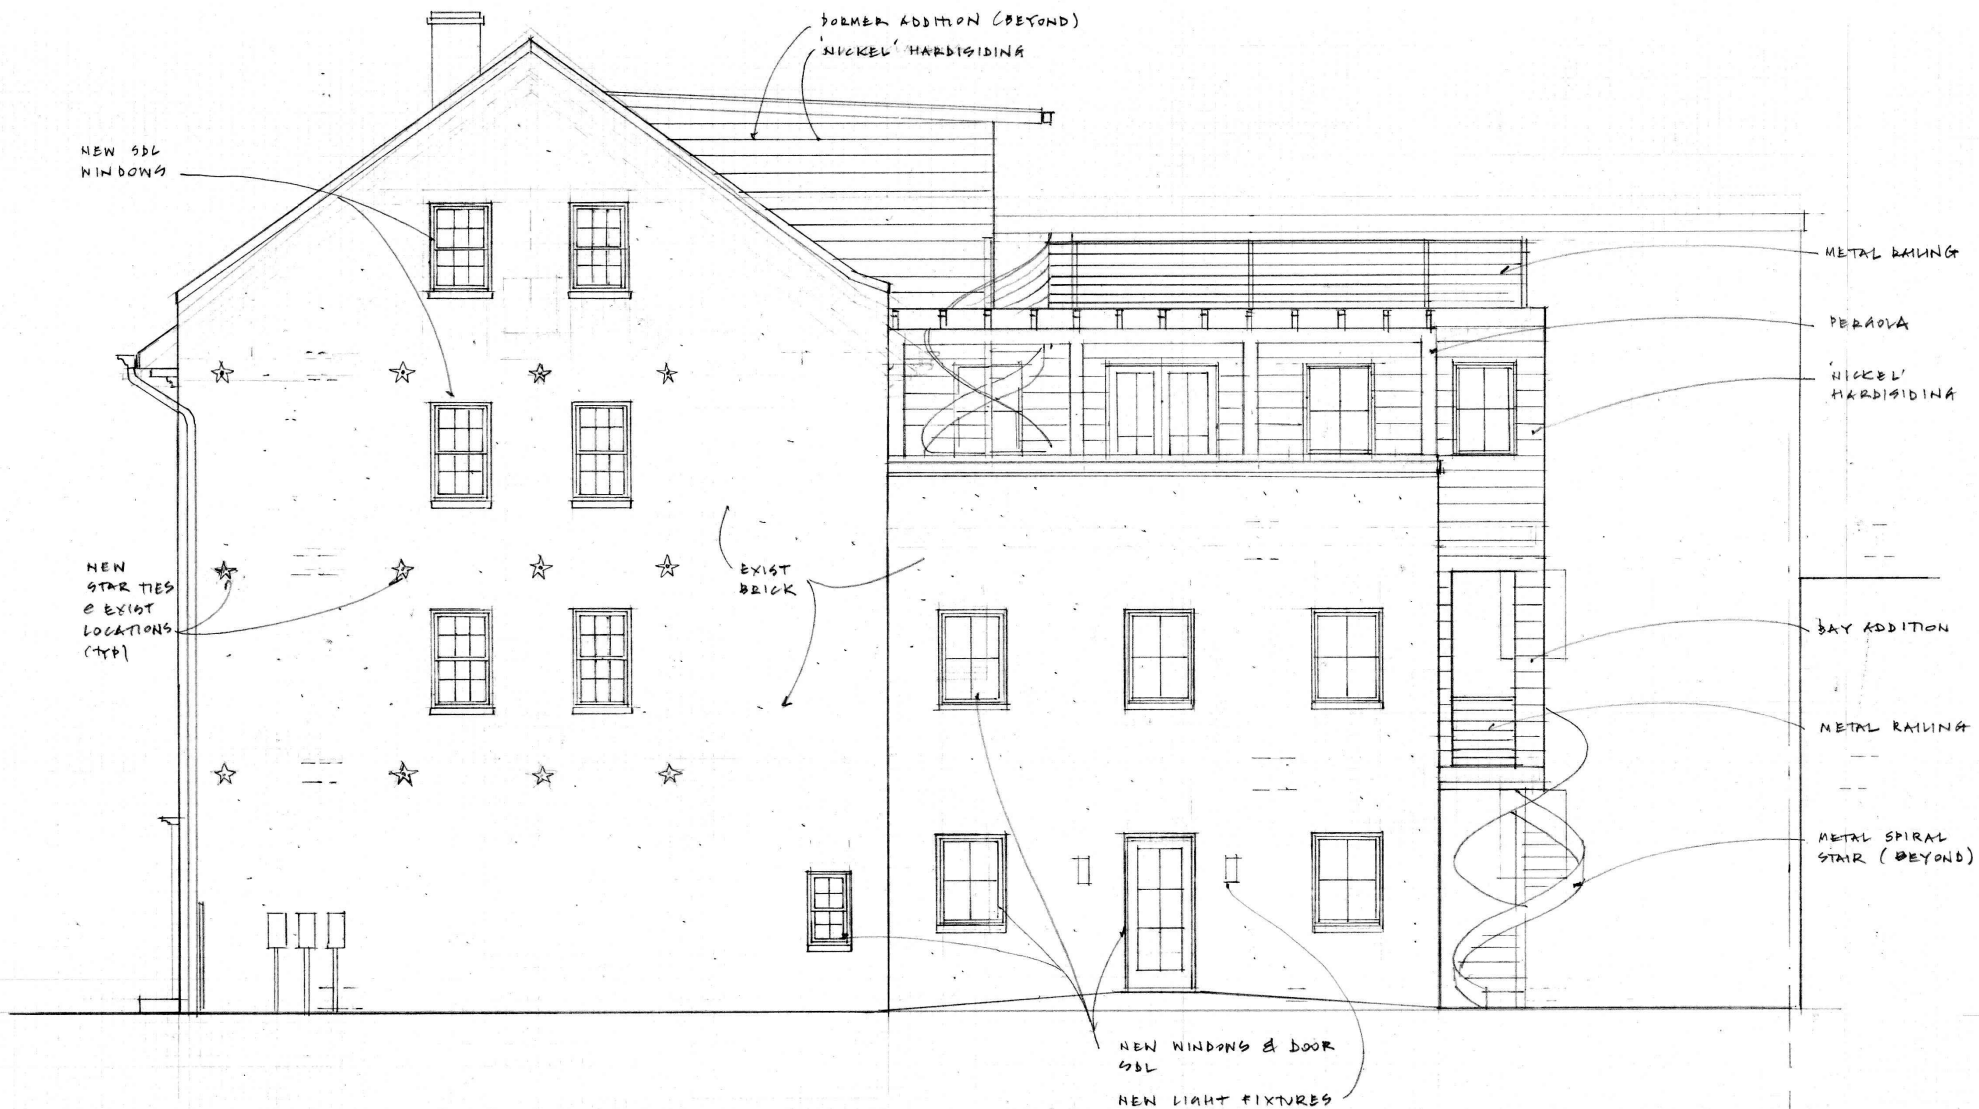 DORMER ADDITION (BEYOND)
'NICKEL' HARDISIDING
NEW SDL
WINDOWS
METAL RAILING
PERGOLA
'NICKEL'
HARDISIDING
NEW
STAR TIES
@ EXIST
LOCATIONS
(TYP)
EXIST
BRICK
BAY ADDITION
METAL RAILING
METAL SPIRAL
STAIR (BEYOND)
NEW WINDOWS & DOOR
SDL
NEW LIGHT FIXTURES